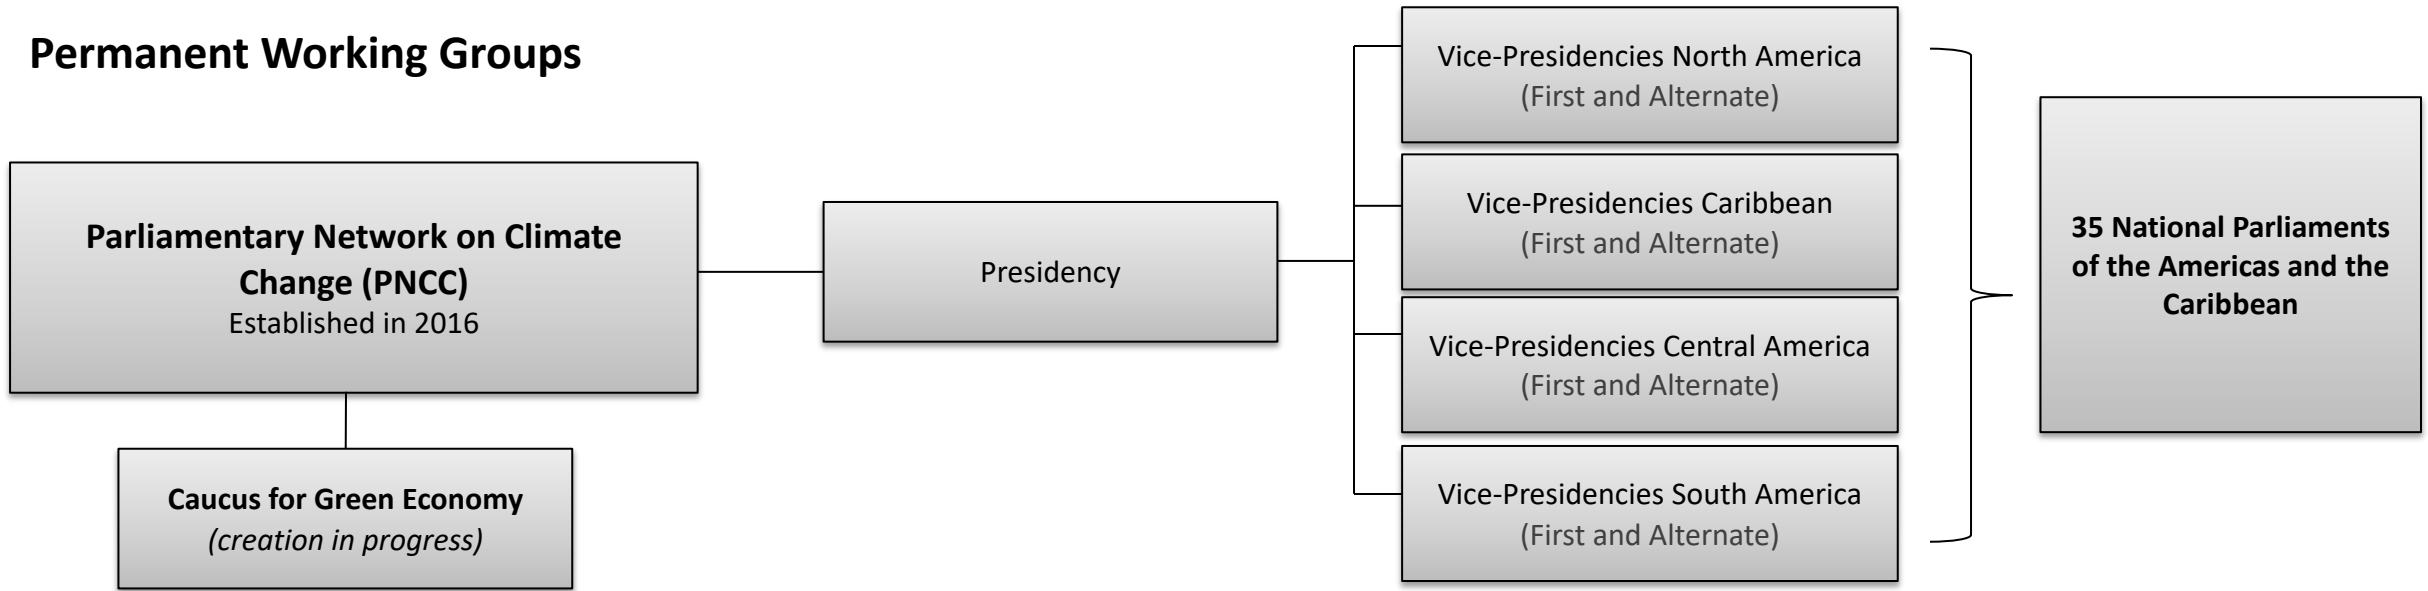 Permanent Working Groups
Parliamentary Network on Climate
Change (PNCC)
Established in 2016
Caucus for Green Economy
(creation in progress)
Presidency
Vice-Presidencies North America
(First and Alternate)
Vice-Presidencies Caribbean
(First and Alternate)
Vice-Presidencies Central America
(First and Alternate)
Vice-Presidencies South America
(First and Alternate)
35 National Parliaments
of the Americas and the
Caribbean